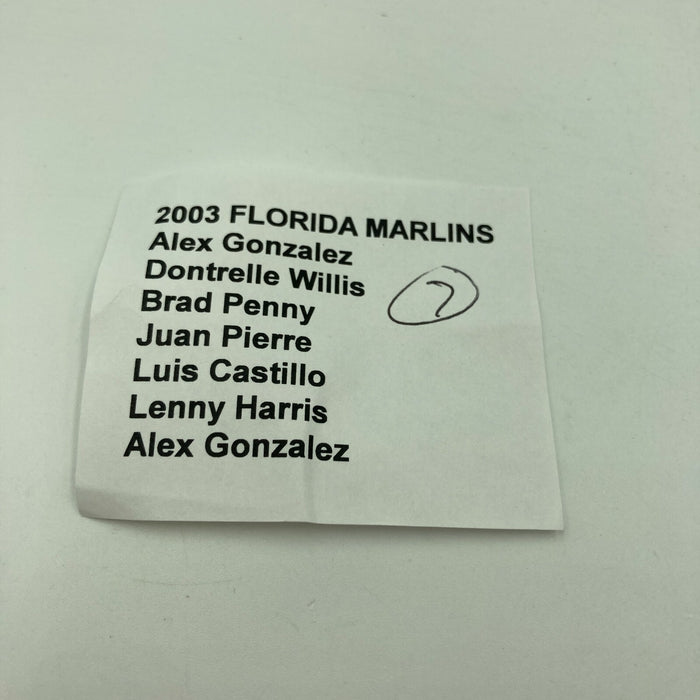 2003 FLORIDA MARLINS
Alex Gonzalez
Dontrelle Willis
7
Brad Penny
Juan Pierre
Luis Castillo
Lenny Harris
Alex Gonzalez